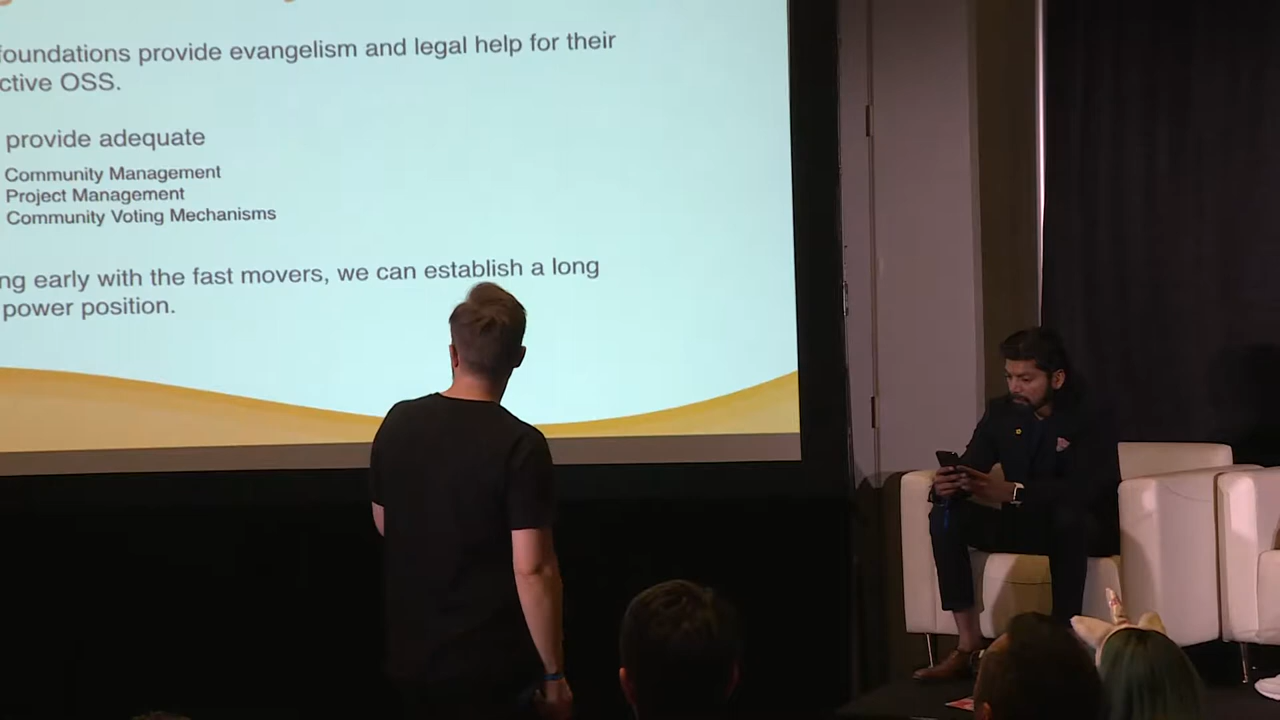 foundations provide evangelism and legal help for their
ctive OSS.
provide adequate
Community Management
Project Management
Community Voting Mechanisms
ng early with the fast movers, we can establish a long
power position.